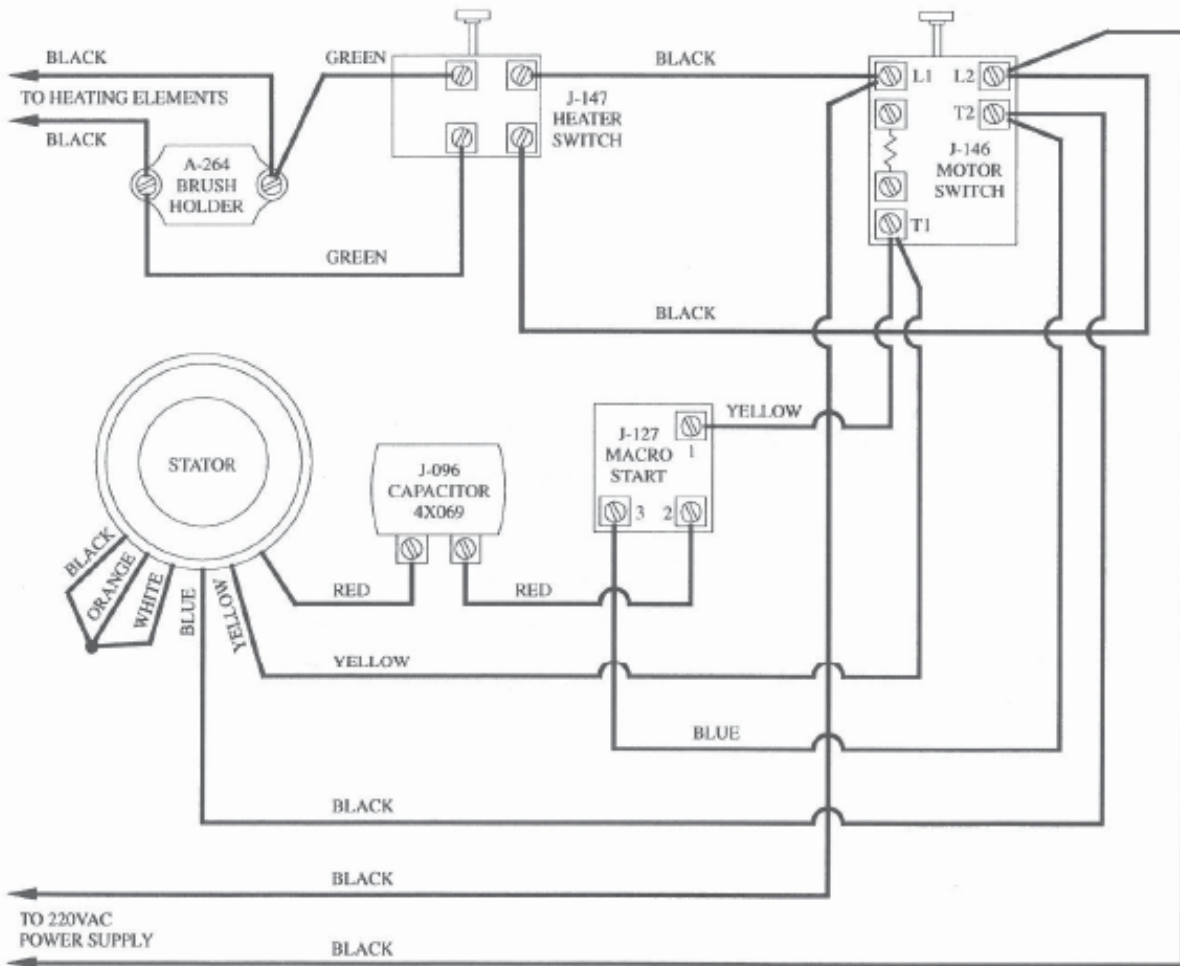 BLACK
TO HEATING ELEMENTS
BLACK
A-264
BRUSH
HOLDER
GREEN
GREEN
J-147
HEATER
SWITCH
BLACK
BLACK
L1
L2
T2
J-146
MOTOR
SWITCH
T1
STATOR
J-096
CAPACITOR
4X069
J-127
MACRO
START
1
3
2
YELLOW
BLACK
ORANGE
WHITE
BLUE
YELLOW
RED
RED
YELLOW
BLUE
BLACK
BLACK
TO 220VAC
POWER SUPPLY
BLACK